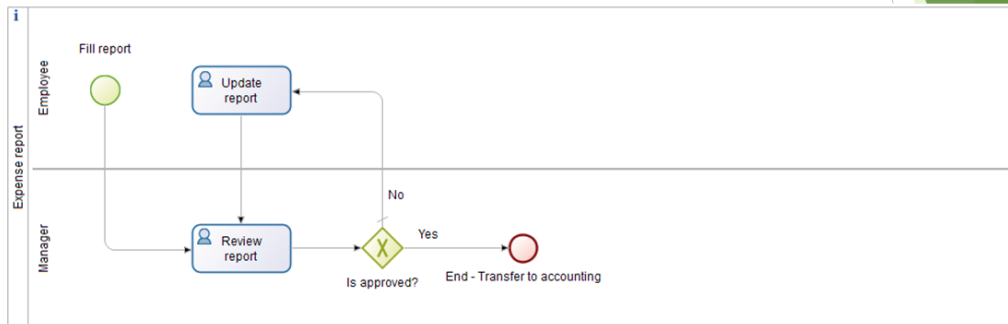 i
Expense report
Employee
Fill report
Update
report
Manager
Review
report
No
X
Is approved?
Yes
End - Transfer to accounting